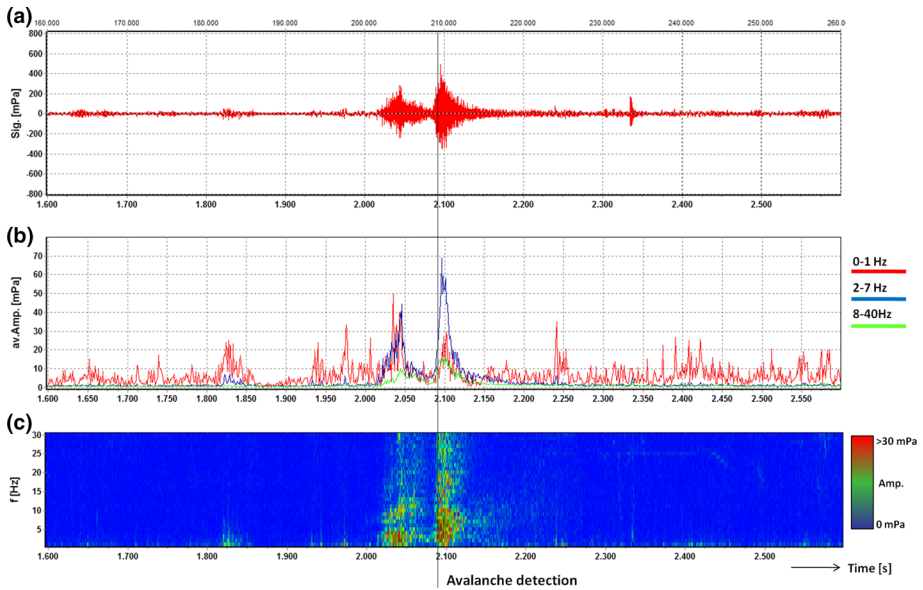 (a)
160.000 170.000 180.000 190.000 200.000 210.000 220.000 230.000 240.000 250.000 260.0
Sig. [mPa]
800
600
400
200
0
-200
-400
-600
-800
1.600 1.700 1.800 1.900 2.000 2.100 2.200 2.300 2.400 2.500
(b)
av.Amp. [mPa]
70
60
50
40
30
20
10
0
1.600 1.650 1.700 1.750 1.800 1.850 1.900 1.950 2.000 2.050 2.100 2.150 2.200 2.250 2.300 2.350 2.400 2.450 2.500 2.550
0-1 Hz
2-7 Hz
8-40Hz
(c)
f [Hz]
30
25
20
15
10
5
1.600 1.700 1.800 1.900 2.000 2.100 2.200 2.300 2.400 2.500
>30 mPa
Amp.
0 mPa
Time [s]
Avalanche detection